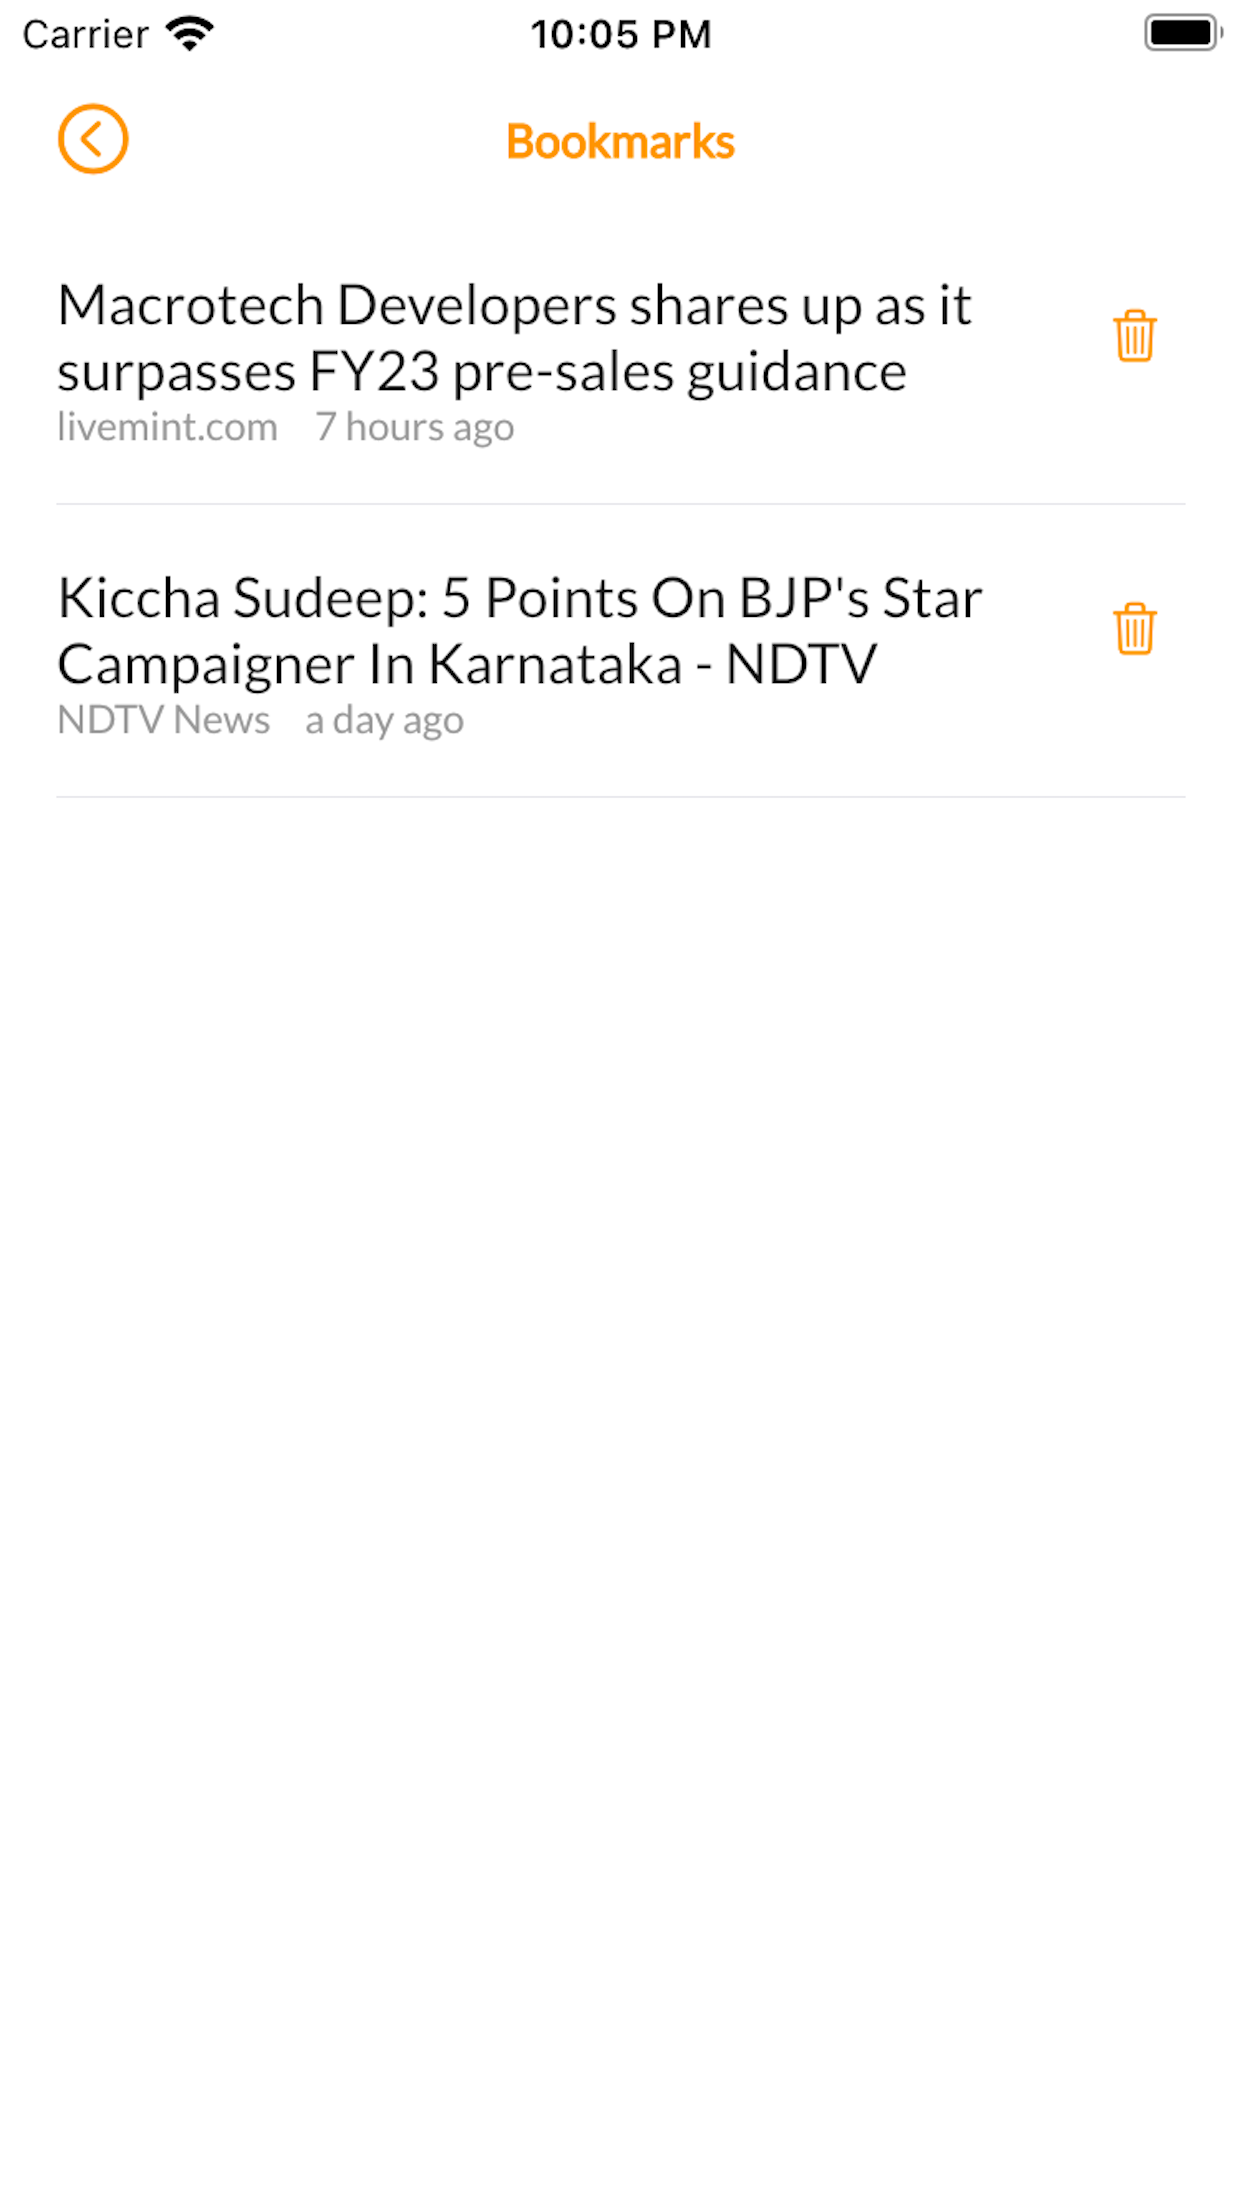 Carrier 10:05 PM
Bookmarks
Macrotech Developers shares up as it
surpasses FY23 pre-sales guidance
livemint.com 7 hours ago
Kiccha Sudeep: 5 Points On BJP's Star
Campaigner In Karnataka - NDTV
NDTV News a day ago